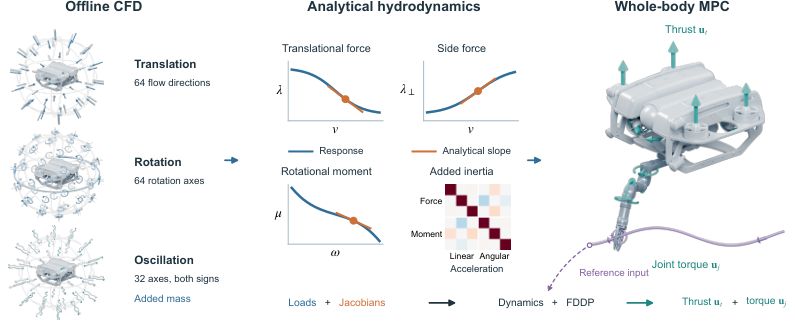 Offline CFD
Analytical hydrodynamics
Whole-body MPC
Translation
64 flow directions
Rotation
64 rotation axes
Oscillation
32 axes, both signs
Added mass
Translational force
λ
v
Side force
λ⊥
v
Response
Analytical slope
Rotational moment
μ
ω
Added inertia
Force
Moment
Linear Angular
Acceleration
Loads + Jacobians
Thrust uₜ
Reference input
Joint torque uⱼ
Dynamics + FDDP
Thrust uₜ + torque uⱼ